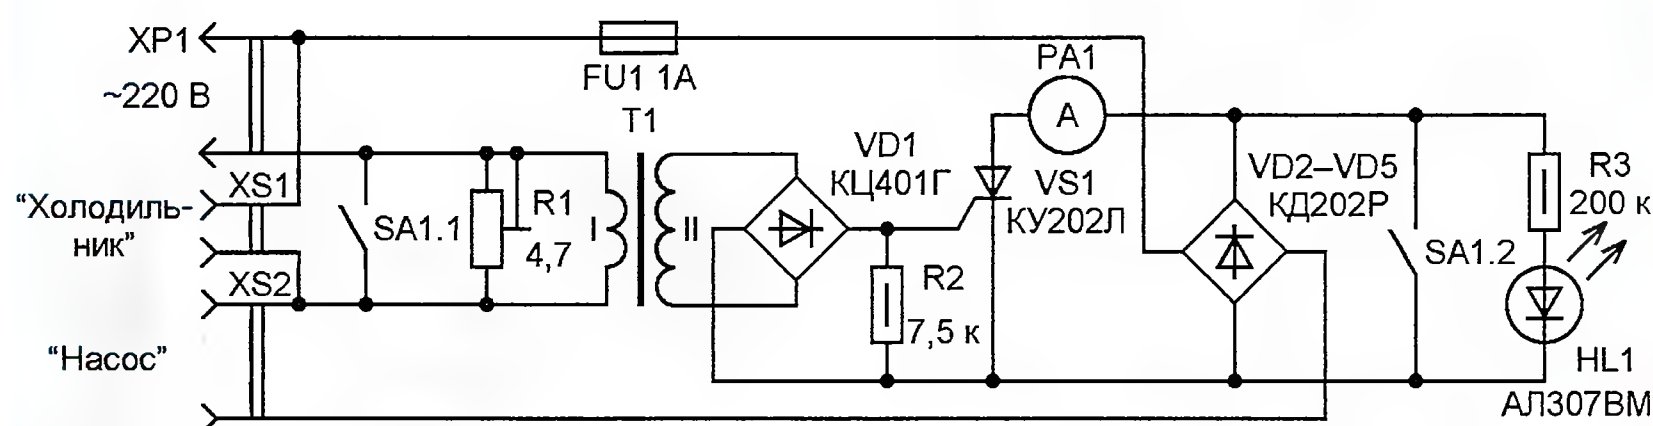 XP1
~220 В
FU1 1А
T1
PA1
A
VD1
КЦ401Г
VS1
КУ202Л
VD2–VD5
КД202Р
R3
200 к
XS1
“Холодиль-
ник”
XS2
SA1.1
R1
4,7
I
II
R2
7,5 к
SA1.2
HL1
АЛ307ВМ
“Насос”